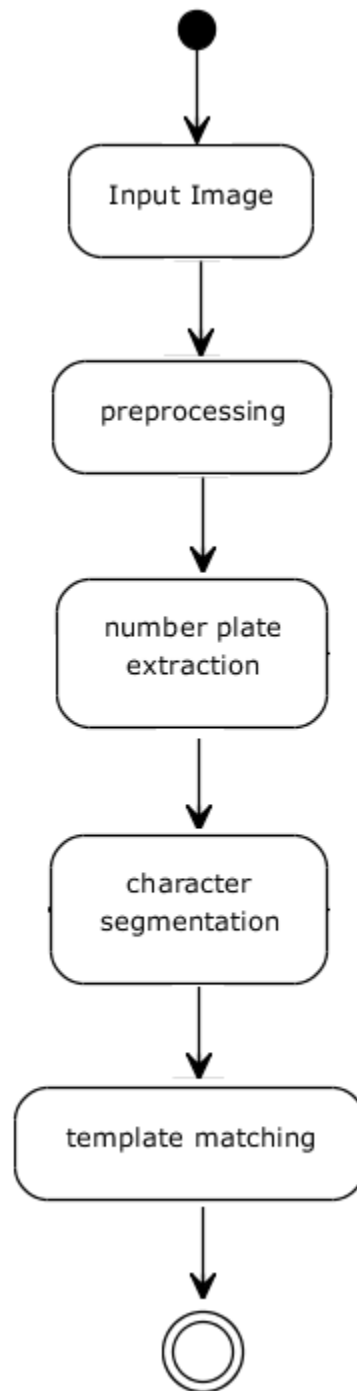 Input Image
preprocessing
number plate
extraction
character
segmentation
template matching